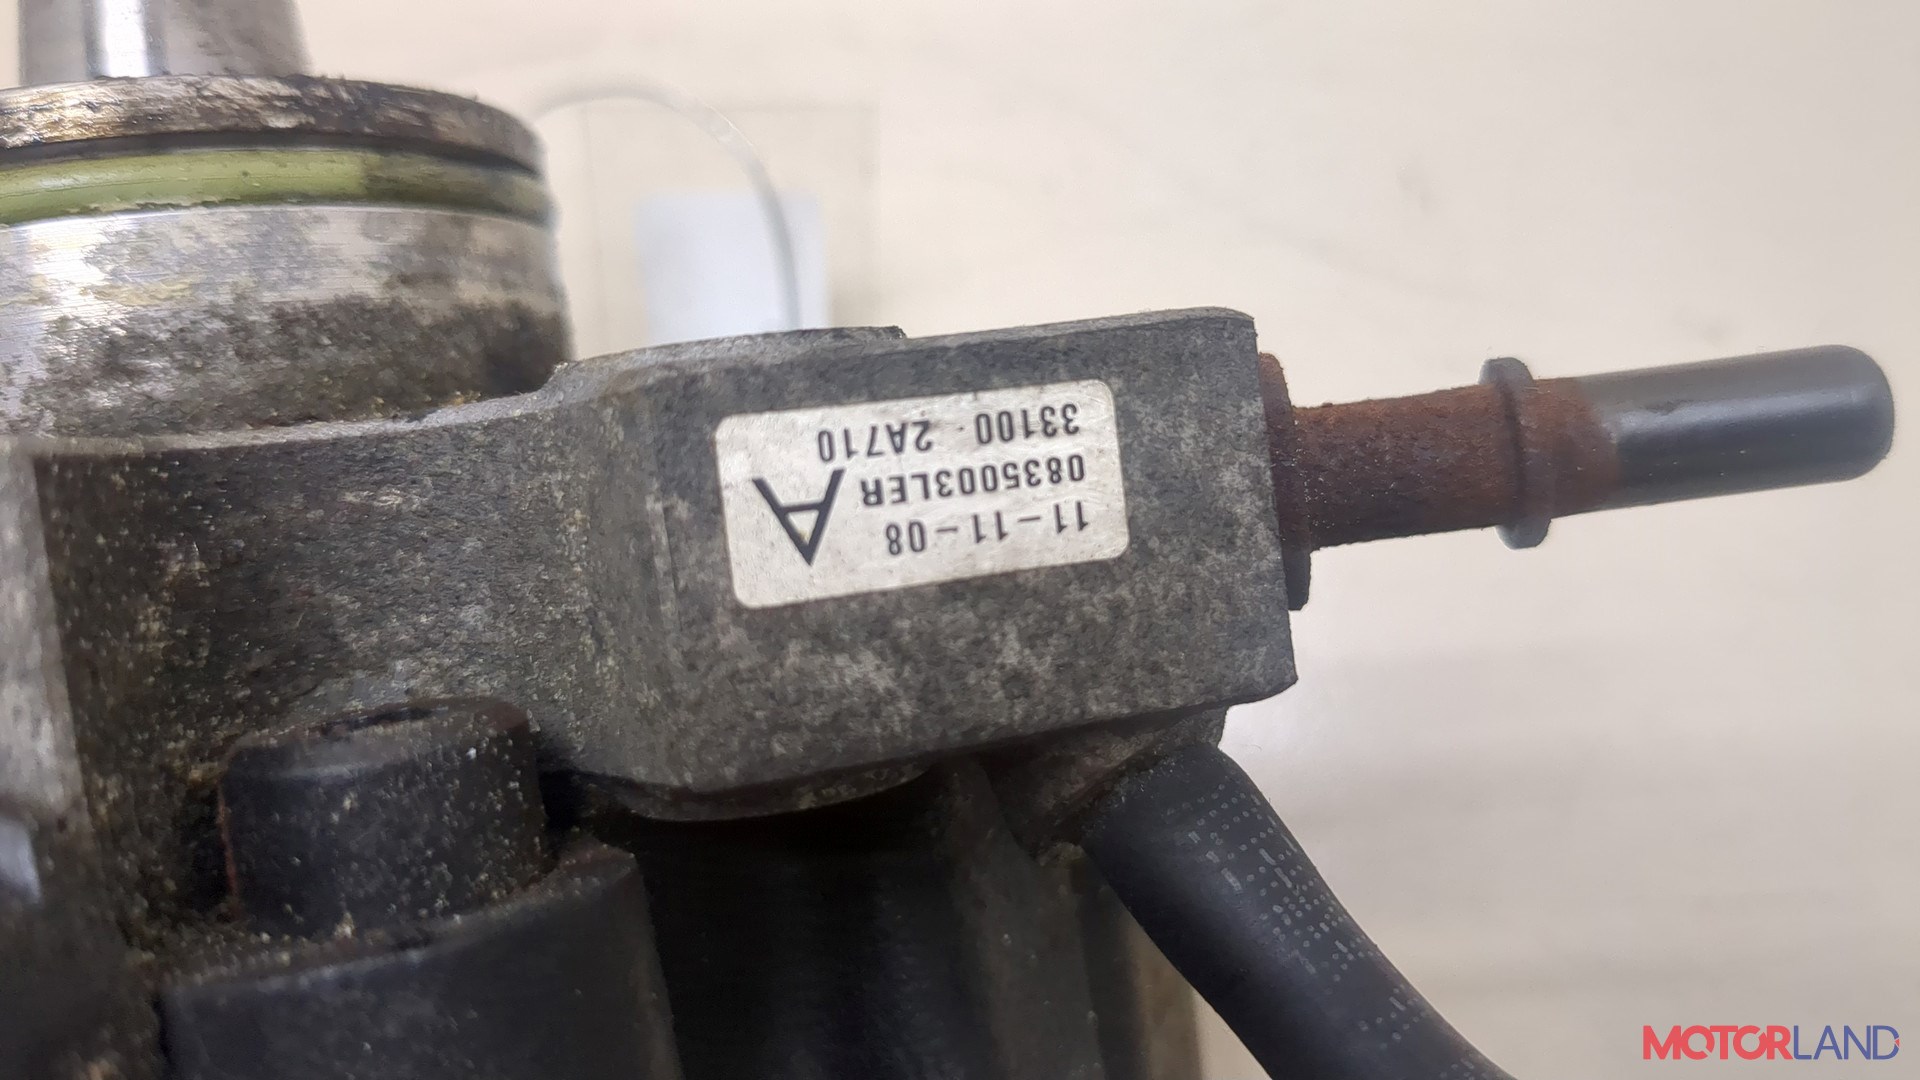 11-11-08
0835003LER A
33100 2A710
MOTORLAND